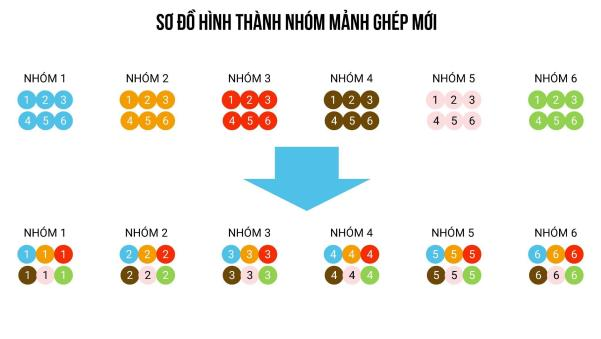 SƠ ĐỒ HÌNH THÀNH NHÓM MẢNH GHÉP MỚI
NHÓM 1 NHÓM 2 NHÓM 3 NHÓM 4 NHÓM 5 NHÓM 6
1 2 3 1 2 3 1 2 3 1 2 3 1 2 3 1 2 3
4 5 6 4 5 6 4 5 6 4 5 6 4 5 6 4 5 6
NHÓM 1 NHÓM 2 NHÓM 3 NHÓM 4 NHÓM 5 NHÓM 6
1 1 1 2 2 2 3 3 3 4 4 4 5 5 5 6 6 6
1 1 1 2 2 2 3 3 3 4 4 4 5 5 5 6 6 6